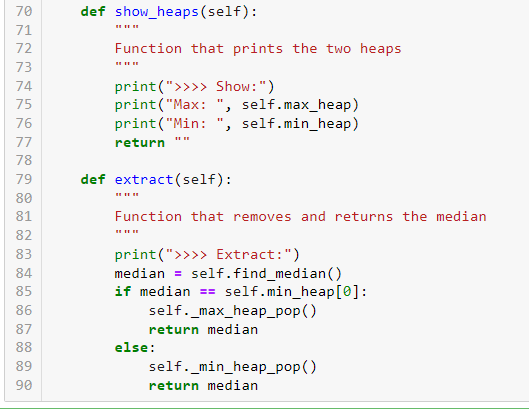 70     def show_heaps(self):
71         """
72         Function that prints the two heaps
73         """
74         print(">>>> Show:")
75         print("Max: ", self.max_heap)
76         print("Min: ", self.min_heap)
77         return ""
78
79     def extract(self):
80         """
81         Function that removes and returns the median
82         """
83         print(">>>> Extract:")
84         median = self.find_median()
85         if median == self.min_heap[0]:
86             self._max_heap_pop()
87             return median
88         else:
89             self._min_heap_pop()
90             return median